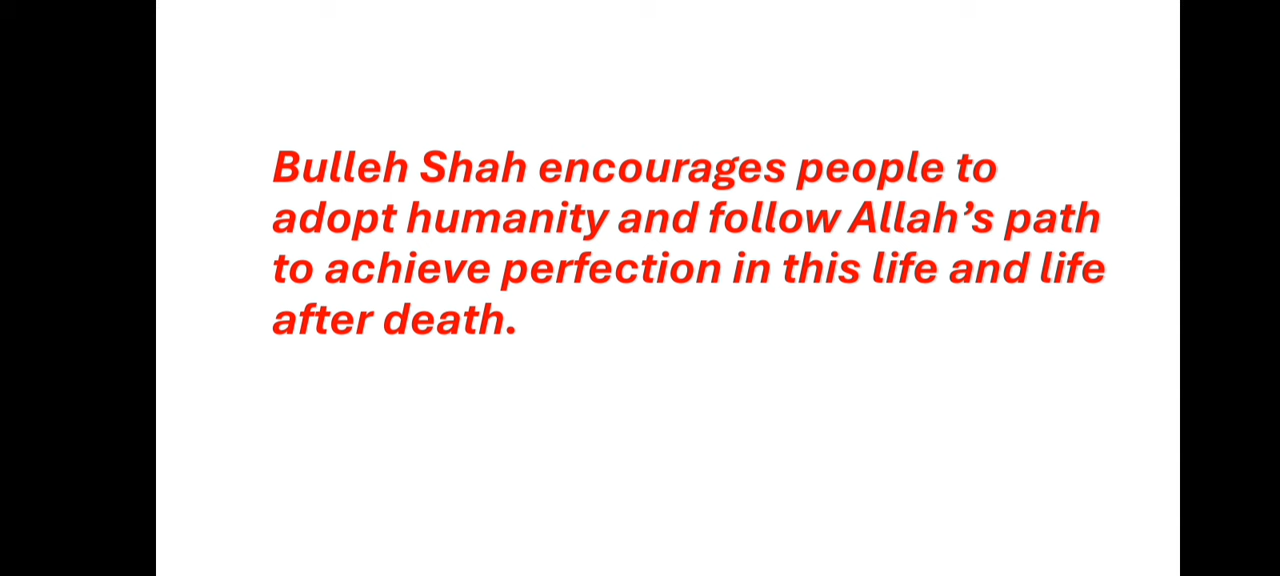 Bulleh Shah encourages people to
adopt humanity and follow Allah’s path
to achieve perfection in this life and life
after death.